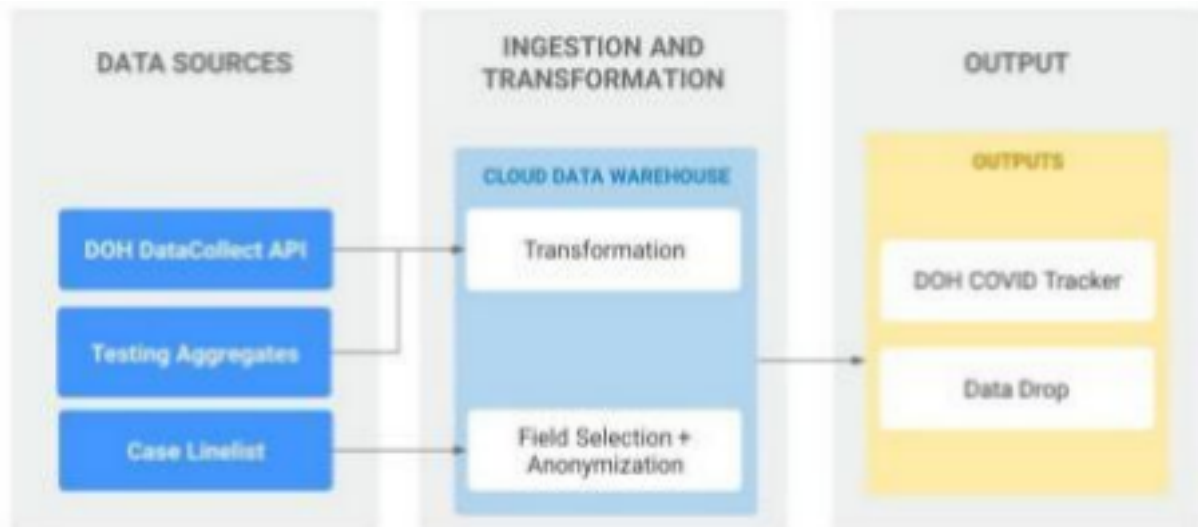 DATA SOURCES
DOH DataCollect API
Testing Aggregates
Case Linelist
INGESTION AND
TRANSFORMATION
CLOUD DATA WAREHOUSE
Transformation
Field Selection +
Anonymization
OUTPUT
OUTPUTS
DOH COVID Tracker
Data Drop